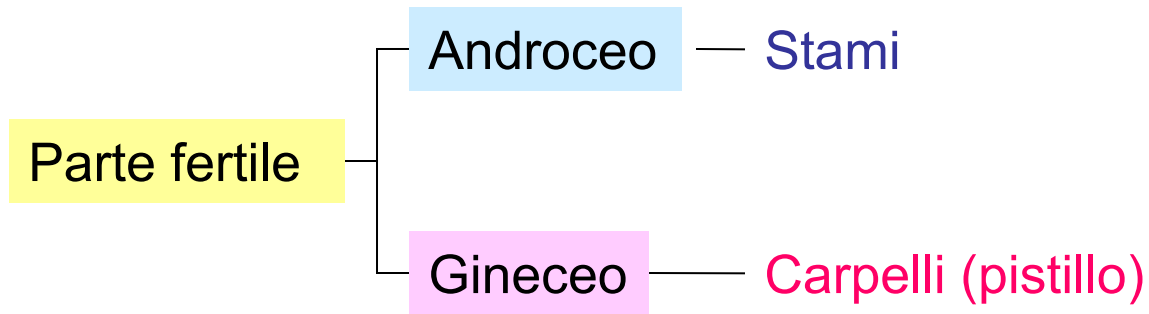 Androceo
Stami
Parte fertile
Gineceo
Carpelli (pistillo)